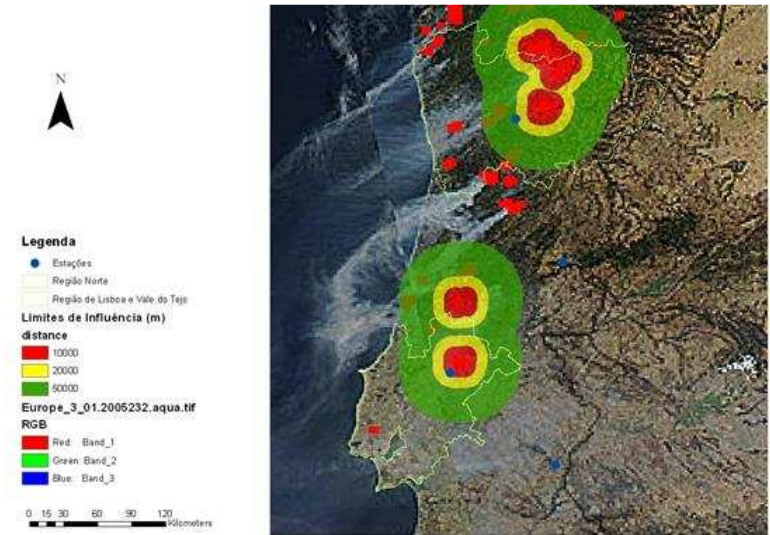 N
Legenda
Estações
Região Norte
Região de Lisboa e Vale do Tejo
Limites de Influência (m)
distance
10000
20000
50000
Europe_3_01.2005232.aqua.tif
RGB
Red: Band_1
Green: Band_2
Blue: Band_3
0 15 30 60 90 120
Kilometers